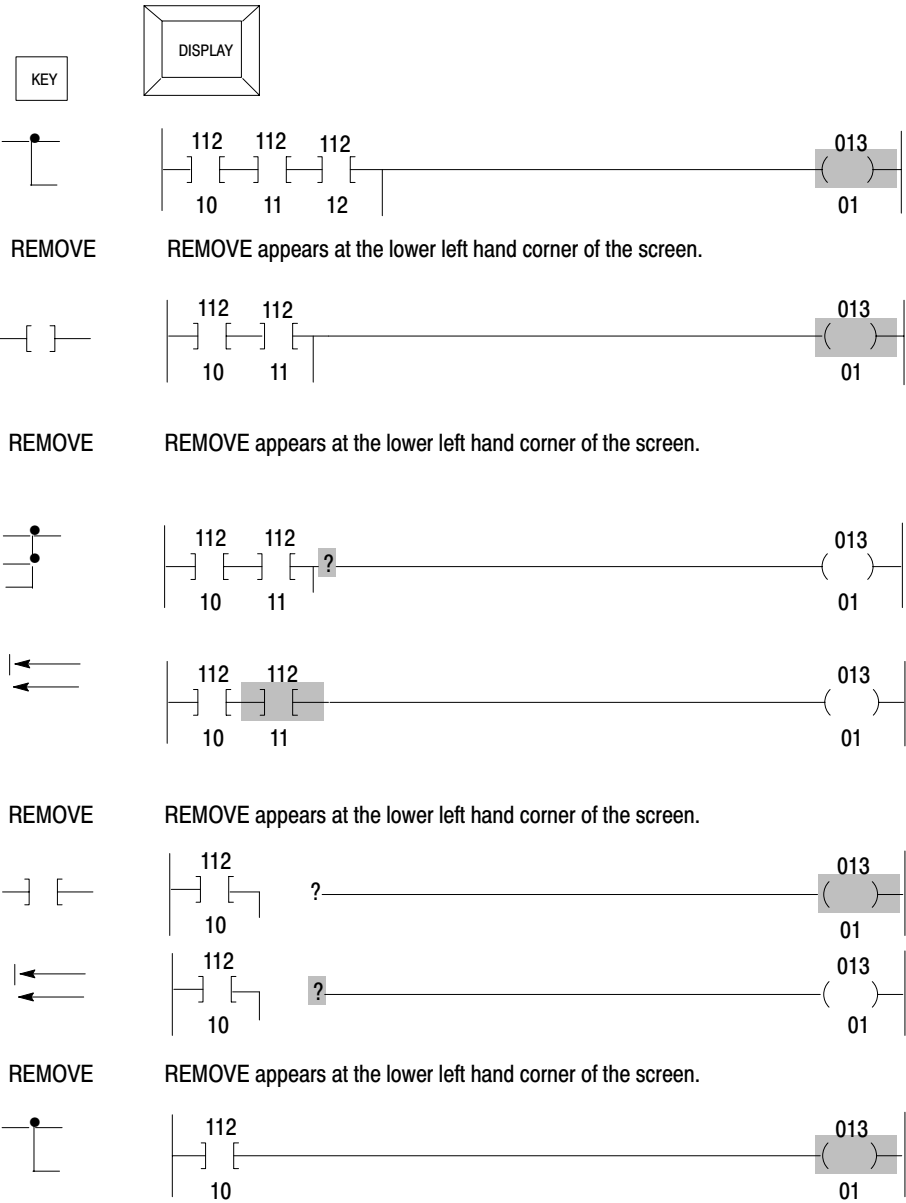 DISPLAY
KEY
112 112 112 013
10 11 12 01
REMOVE REMOVE appears at the lower left hand corner of the screen.
112 112 013
10 11 01
REMOVE REMOVE appears at the lower left hand corner of the screen.
112 112 013
?
10 11 01
112 112 013
10 11 01
REMOVE REMOVE appears at the lower left hand corner of the screen.
112 013
?
10 01
112 013
?
10 01
REMOVE REMOVE appears at the lower left hand corner of the screen.
112 013
10 01